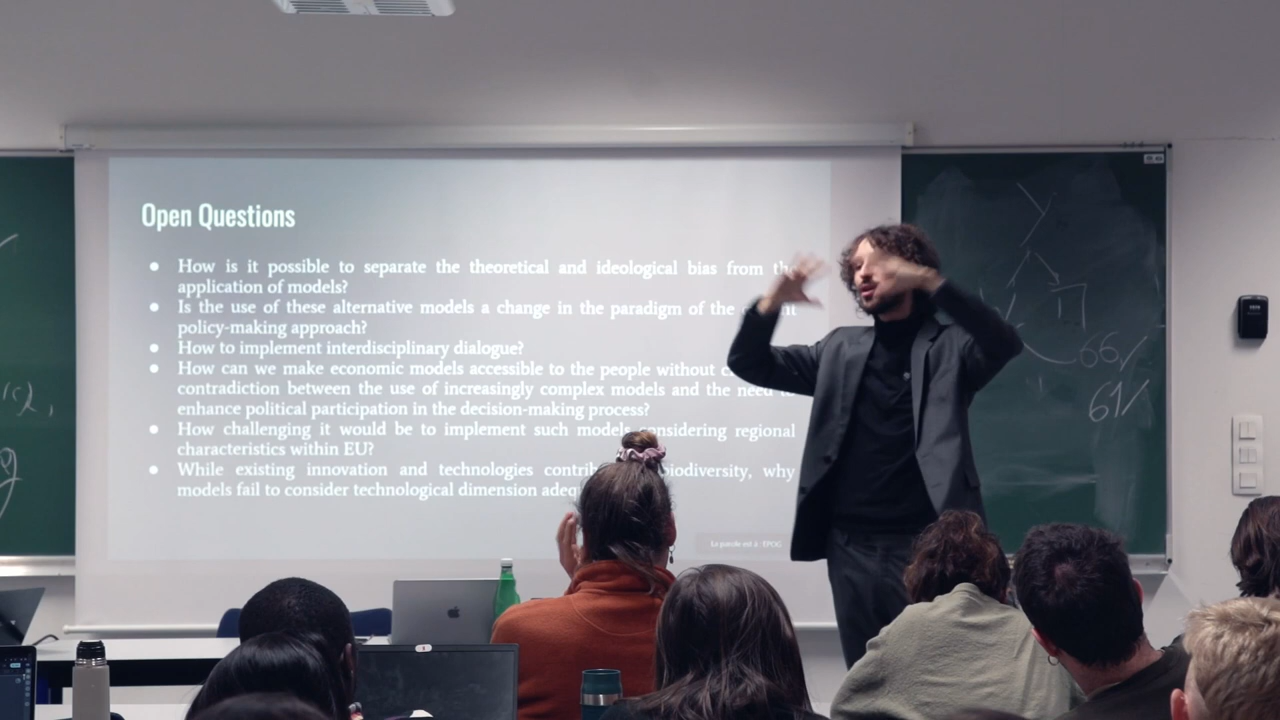 Open Questions
How is it possible to separate the theoretical and ideological bias from the
application of models?
Is the use of these alternative models a change in the paradigm of the
policy-making approach?
How to implement interdisciplinary dialogue?
How can we make economic models accessible to the people without
contradiction between the use of increasingly complex models and the need to
enhance political participation in the decision-making process?
How challenging it would be to implement such models considering regional
characteristics within EU?
While existing innovation and technologies biodiversity, why
models fail to consider technological dimension
La parole est à : EPOG
Y
66,/
61/